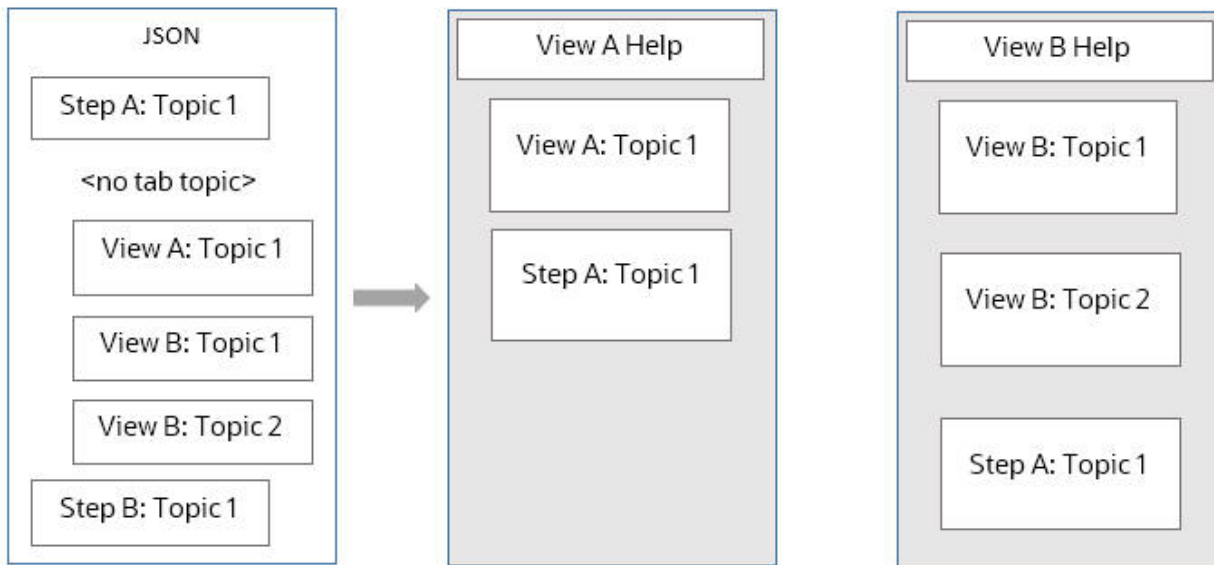 JSON
Step A: Topic 1
<no tab topic>
View A: Topic 1
View B: Topic 1
View B: Topic 2
Step B: Topic 1
View A Help
View A: Topic 1
Step A: Topic 1
View B Help
View B: Topic 1
View B: Topic 2
Step A: Topic 1